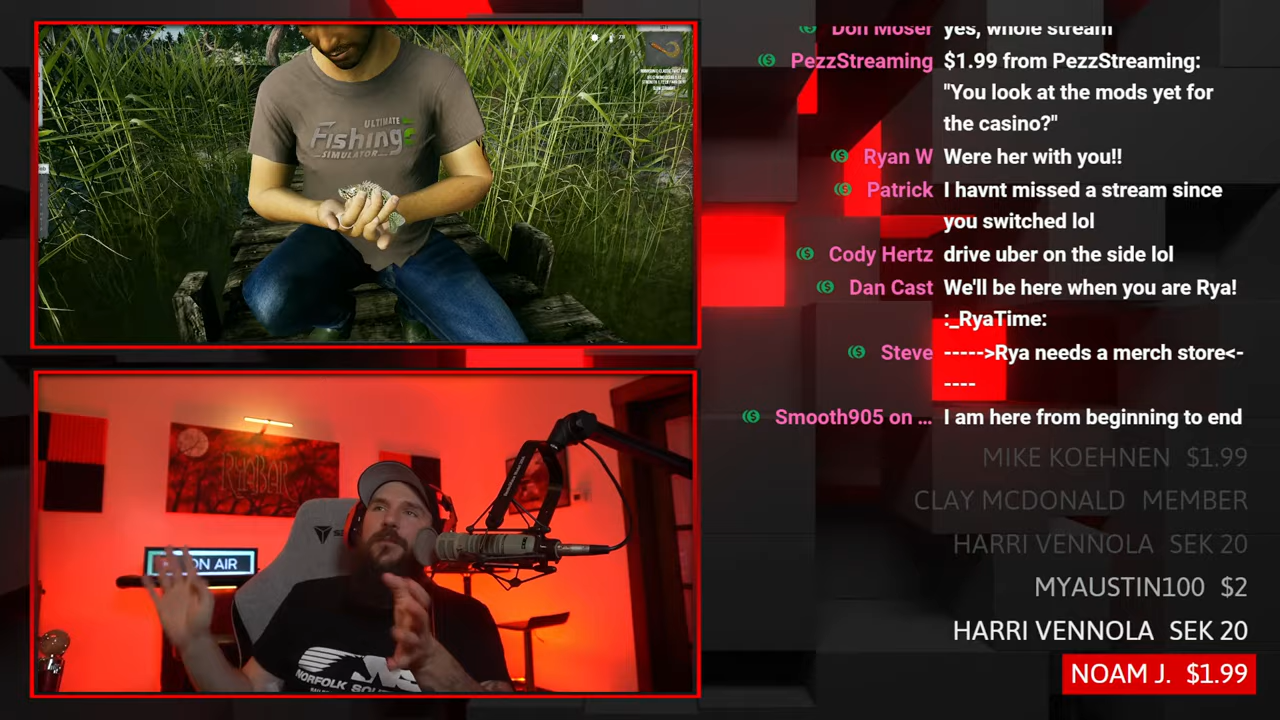 ULTIMATE
Fishing
SIMULATOR
RYABAR
ON AIR
NORFOLK SOU
Don Moser yes, whole stream
PezzStreaming $1.99 from PezzStreaming:
"You look at the mods yet for
the casino?"
Ryan W Were her with you!!
Patrick I havnt missed a stream since
you switched lol
Cody Hertz drive uber on the side lol
Dan Cast We'll be here when you are Rya!
:_RyaTime:
Steve ----->Rya needs a merch store<-
----
Smooth905 on ... I am here from beginning to end
MIKE KOEHNEN $1.99
CLAY MCDONALD MEMBER
HARRI VENNOLA SEK 20
MYAUSTIN100 $2
HARRI VENNOLA SEK 20
NOAM J. $1.99